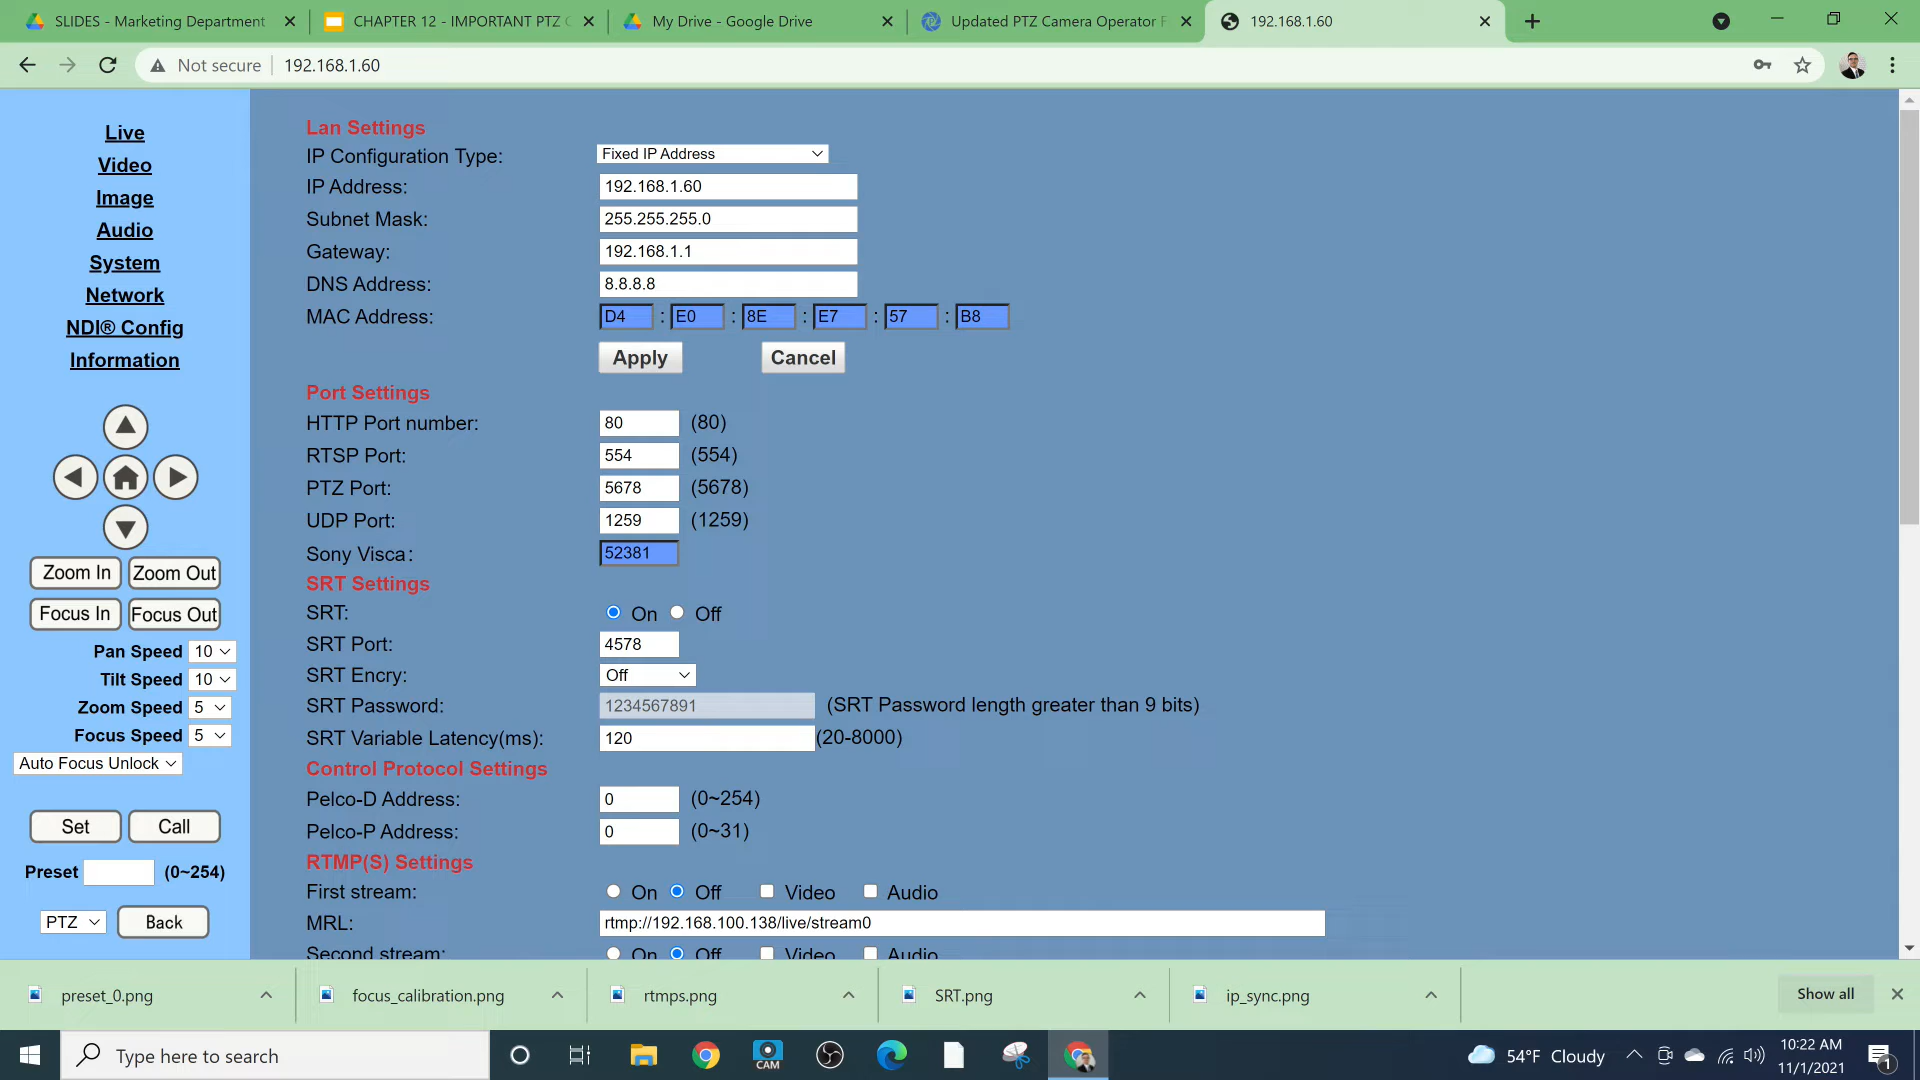 SLIDES - Marketing Department
CHAPTER 12 - IMPORTANT PTZ C
My Drive - Google Drive
Updated PTZ Camera Operator F
192.168.1.60
Not secure
192.168.1.60
Live
Video
Image
Audio
System
Network
NDI® Config
Information
Zoom In Zoom Out
Focus In Focus Out
Pan Speed 10
Tilt Speed 10
Zoom Speed 5
Focus Speed 5
Auto Focus Unlock
Set Call
Preset (0~254)
PTZ Back
Lan Settings
IP Configuration Type: Fixed IP Address
IP Address: 192.168.1.60
Subnet Mask: 255.255.255.0
Gateway: 192.168.1.1
DNS Address: 8.8.8.8
MAC Address: D4 : E0 : 8E : E7 : 57 : B8
Apply Cancel
Port Settings
HTTP Port number: 80 (80)
RTSP Port: 554 (554)
PTZ Port: 5678 (5678)
UDP Port: 1259 (1259)
Sony Visca: 52381
SRT Settings
SRT: On Off
SRT Port: 4578
SRT Encry: Off
SRT Password: 1234567891 (SRT Password length greater than 9 bits)
SRT Variable Latency(ms): 120 (20-8000)
Control Protocol Settings
Pelco-D Address: 0 (0~254)
Pelco-P Address: 0 (0~31)
RTMP(S) Settings
First stream: On Off Video Audio
MRL: rtmp://192.168.100.138/live/stream0
Second stream: On Off Video Audio
preset_0.png
focus_calibration.png
rtmps.png
SRT.png
ip_sync.png
Show all
Type here to search
CAM
54°F Cloudy
10:22 AM
11/1/2021
1